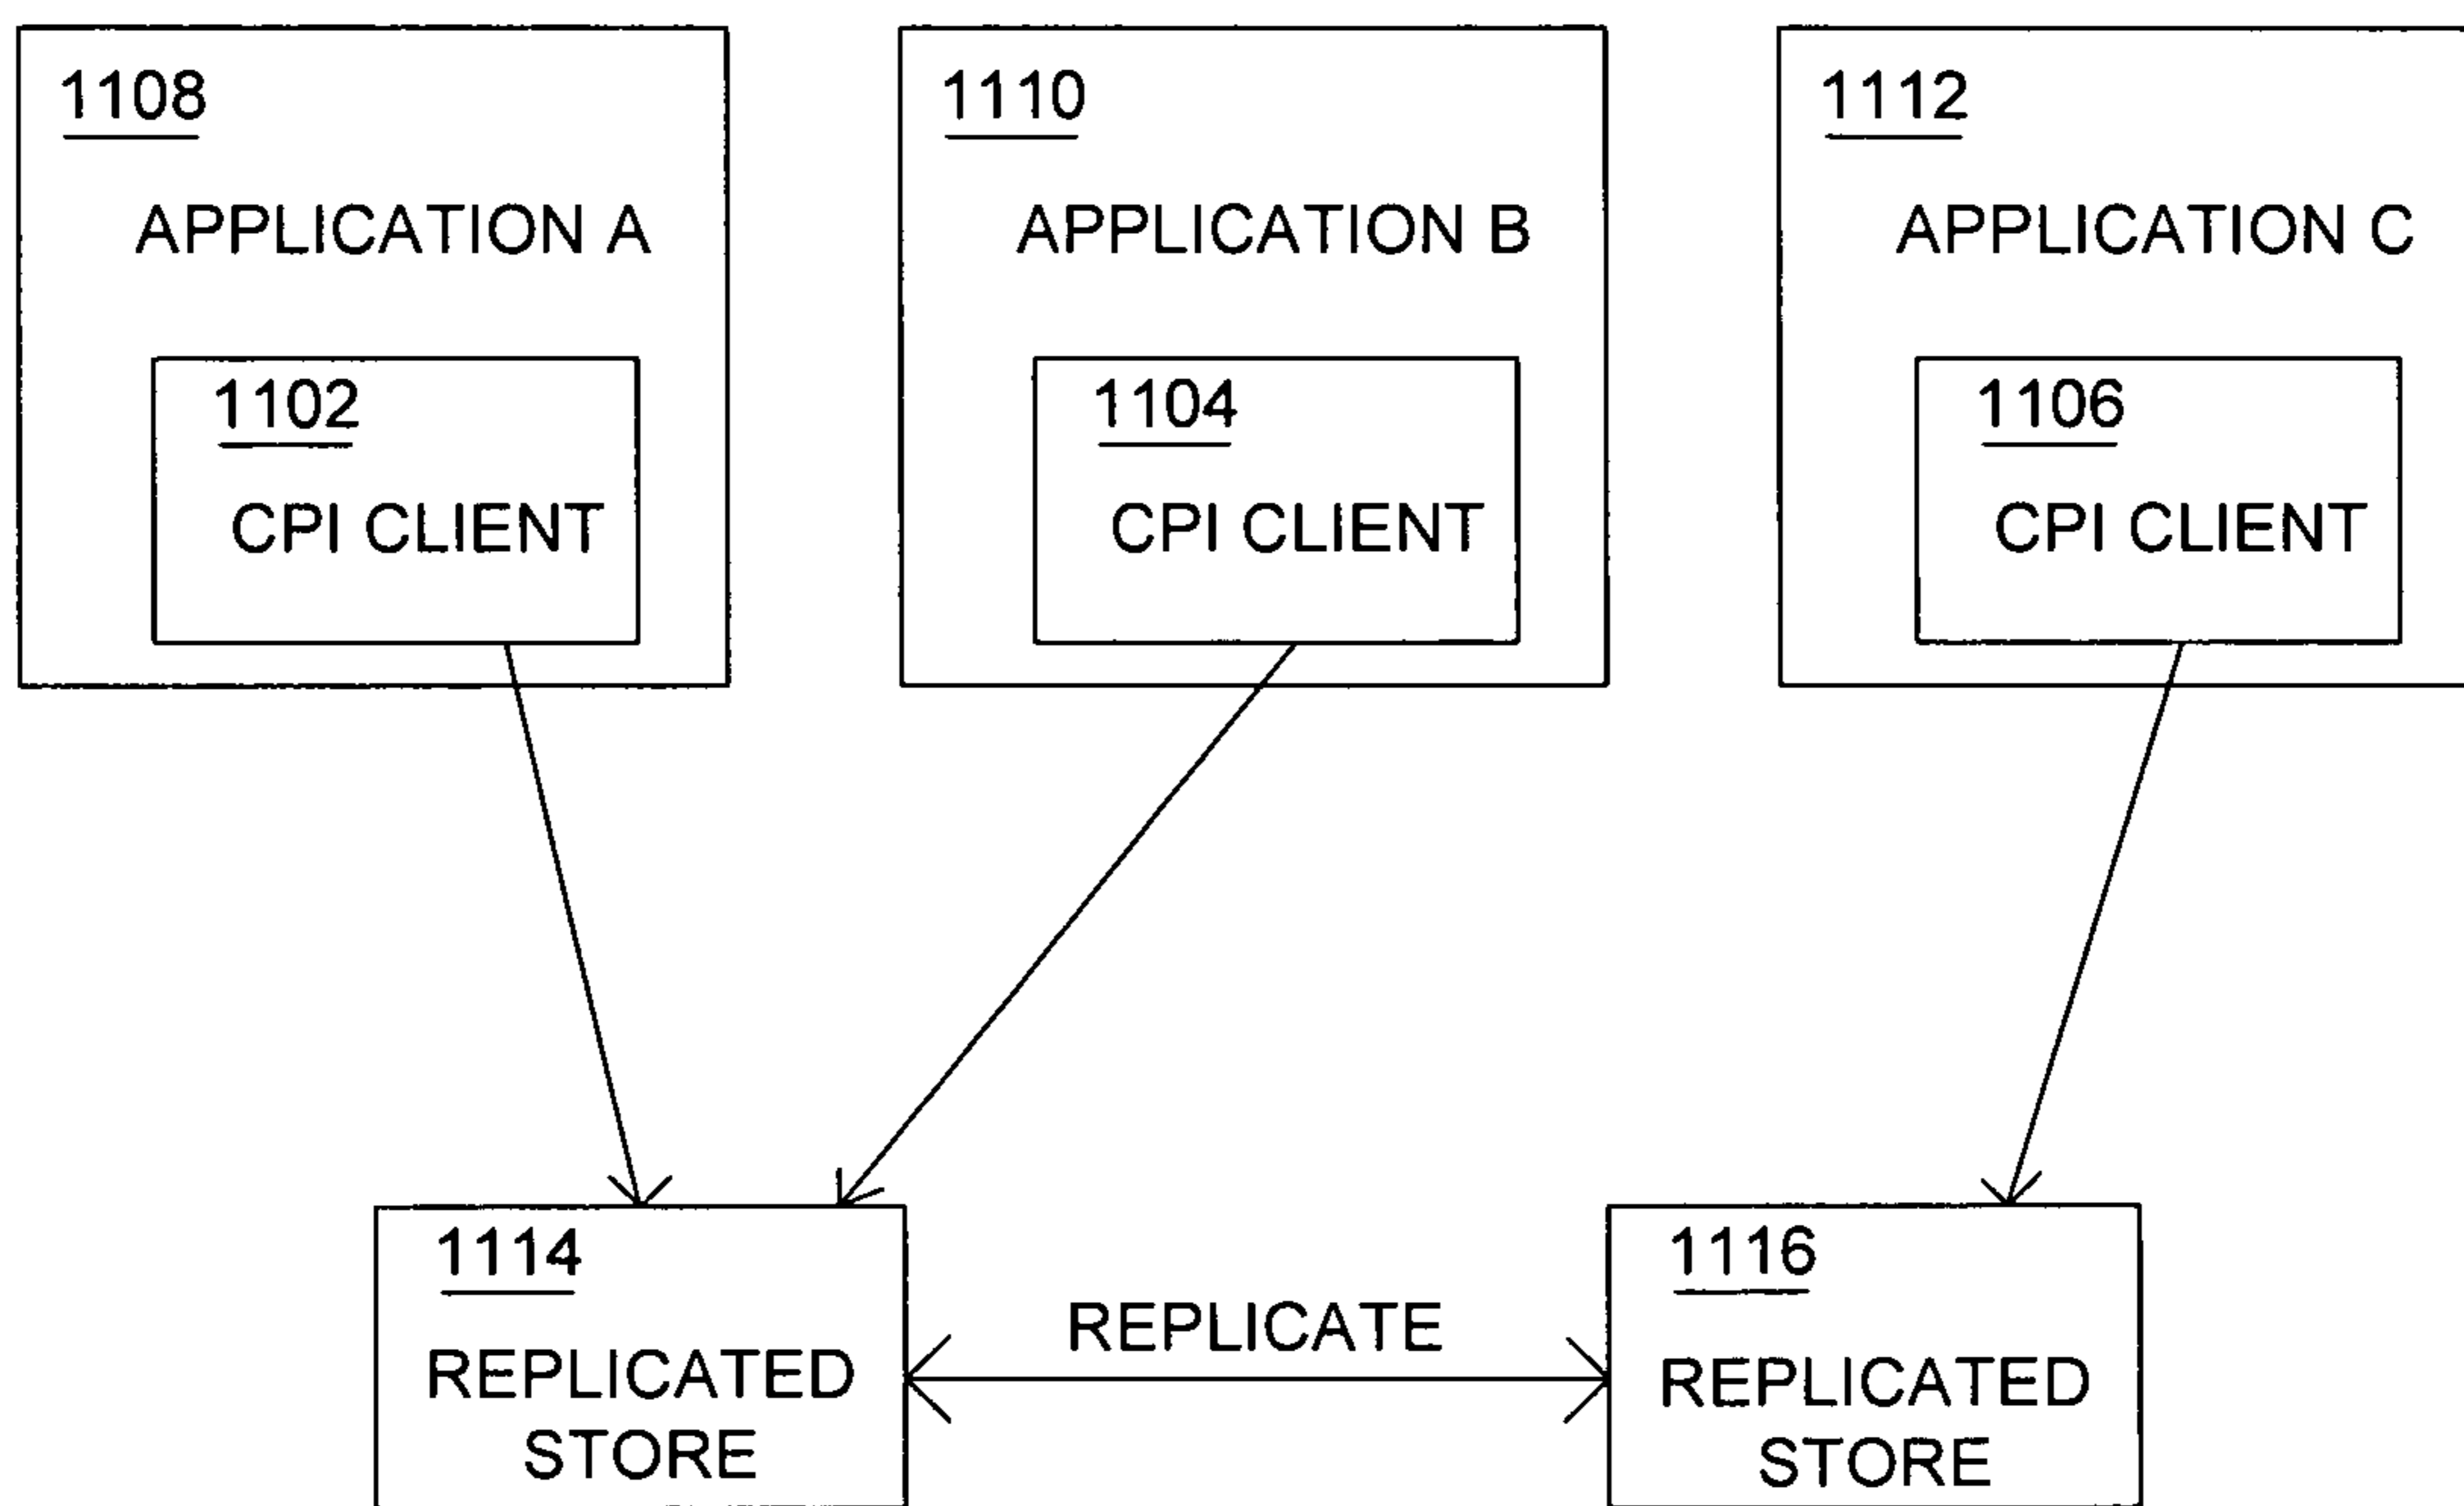 1108
APPLICATION A
1102
CPI CLIENT
1110
APPLICATION B
1104
CPI CLIENT
1112
APPLICATION C
1106
CPI CLIENT
1114
REPLICATED
STORE
REPLICATE
1116
REPLICATED
STORE